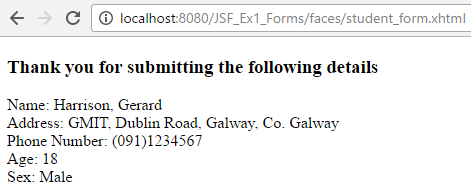 localhost:8080/JSF_Ex1_Forms/faces/student_form.xhtml
Thank you for submitting the following details
Name: Harrison, Gerard
Address: GMIT, Dublin Road, Galway, Co. Galway
Phone Number: (091)1234567
Age: 18
Sex: Male